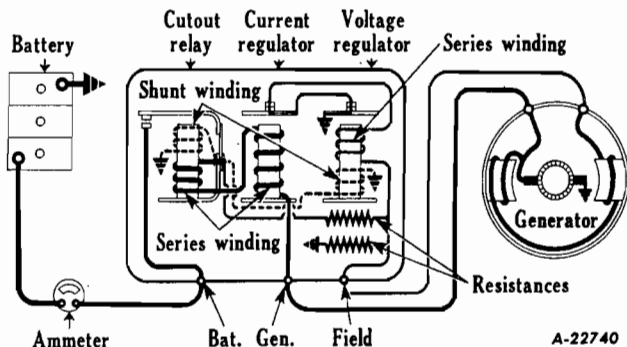 Cutout relay
Current regulator
Voltage regulator
Battery
Series winding
Shunt winding
Series winding
Generator
Resistances
Ammeter
Bat.
Gen.
Field
A-22740